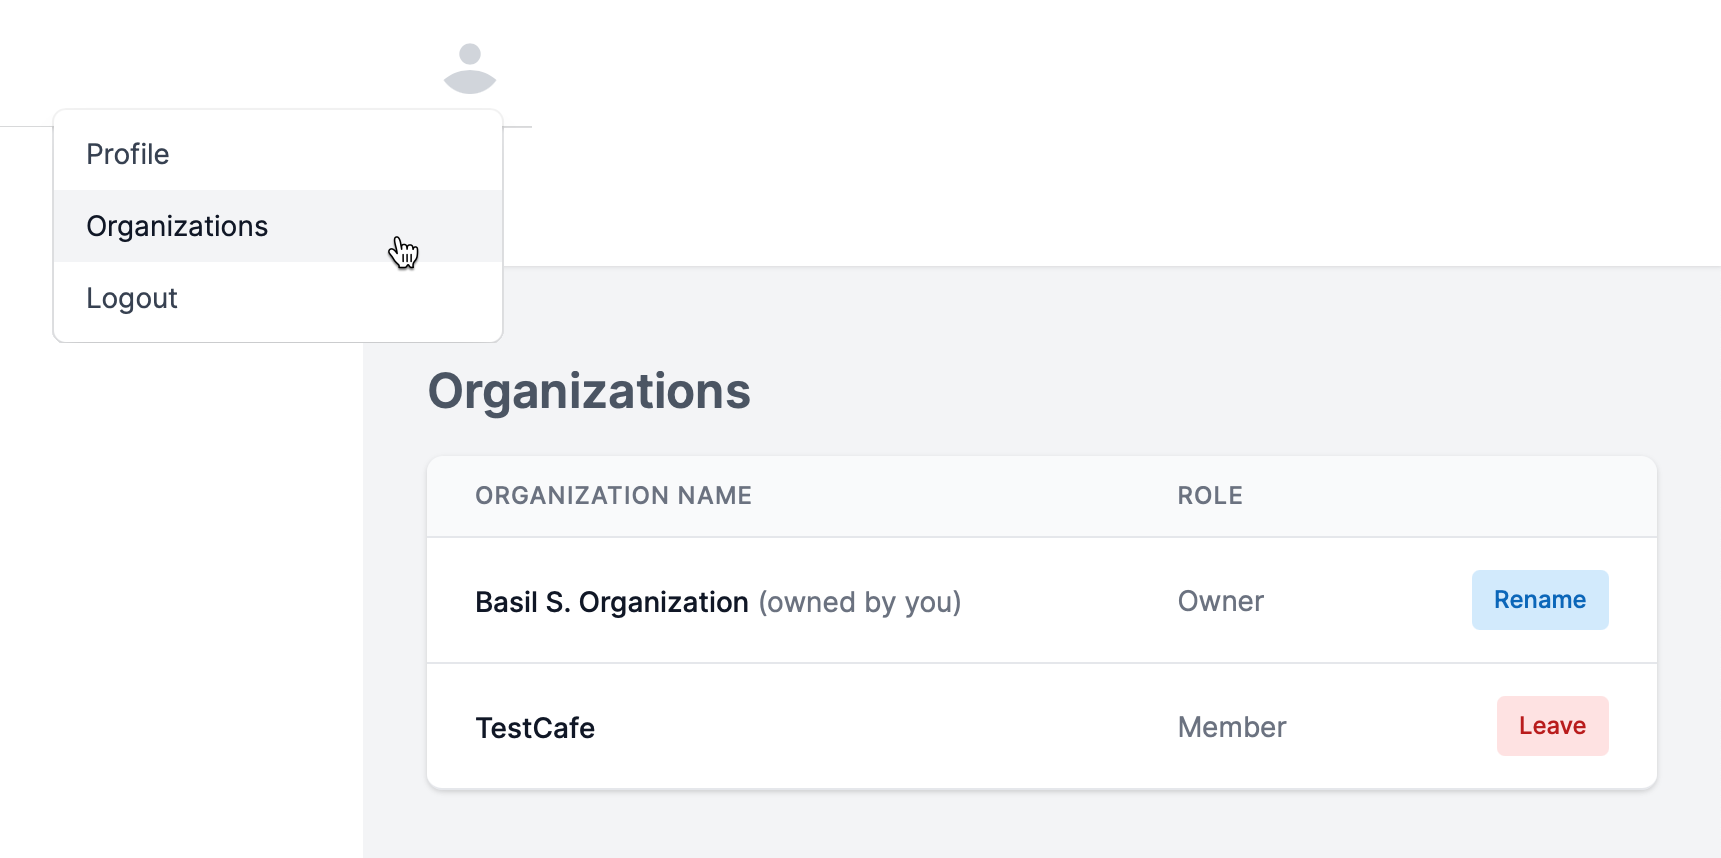 Profile
Organizations
Logout
Organizations
ORGANIZATION NAME ROLE
Basil S. Organization (owned by you) Owner Rename
TestCafe Member Leave